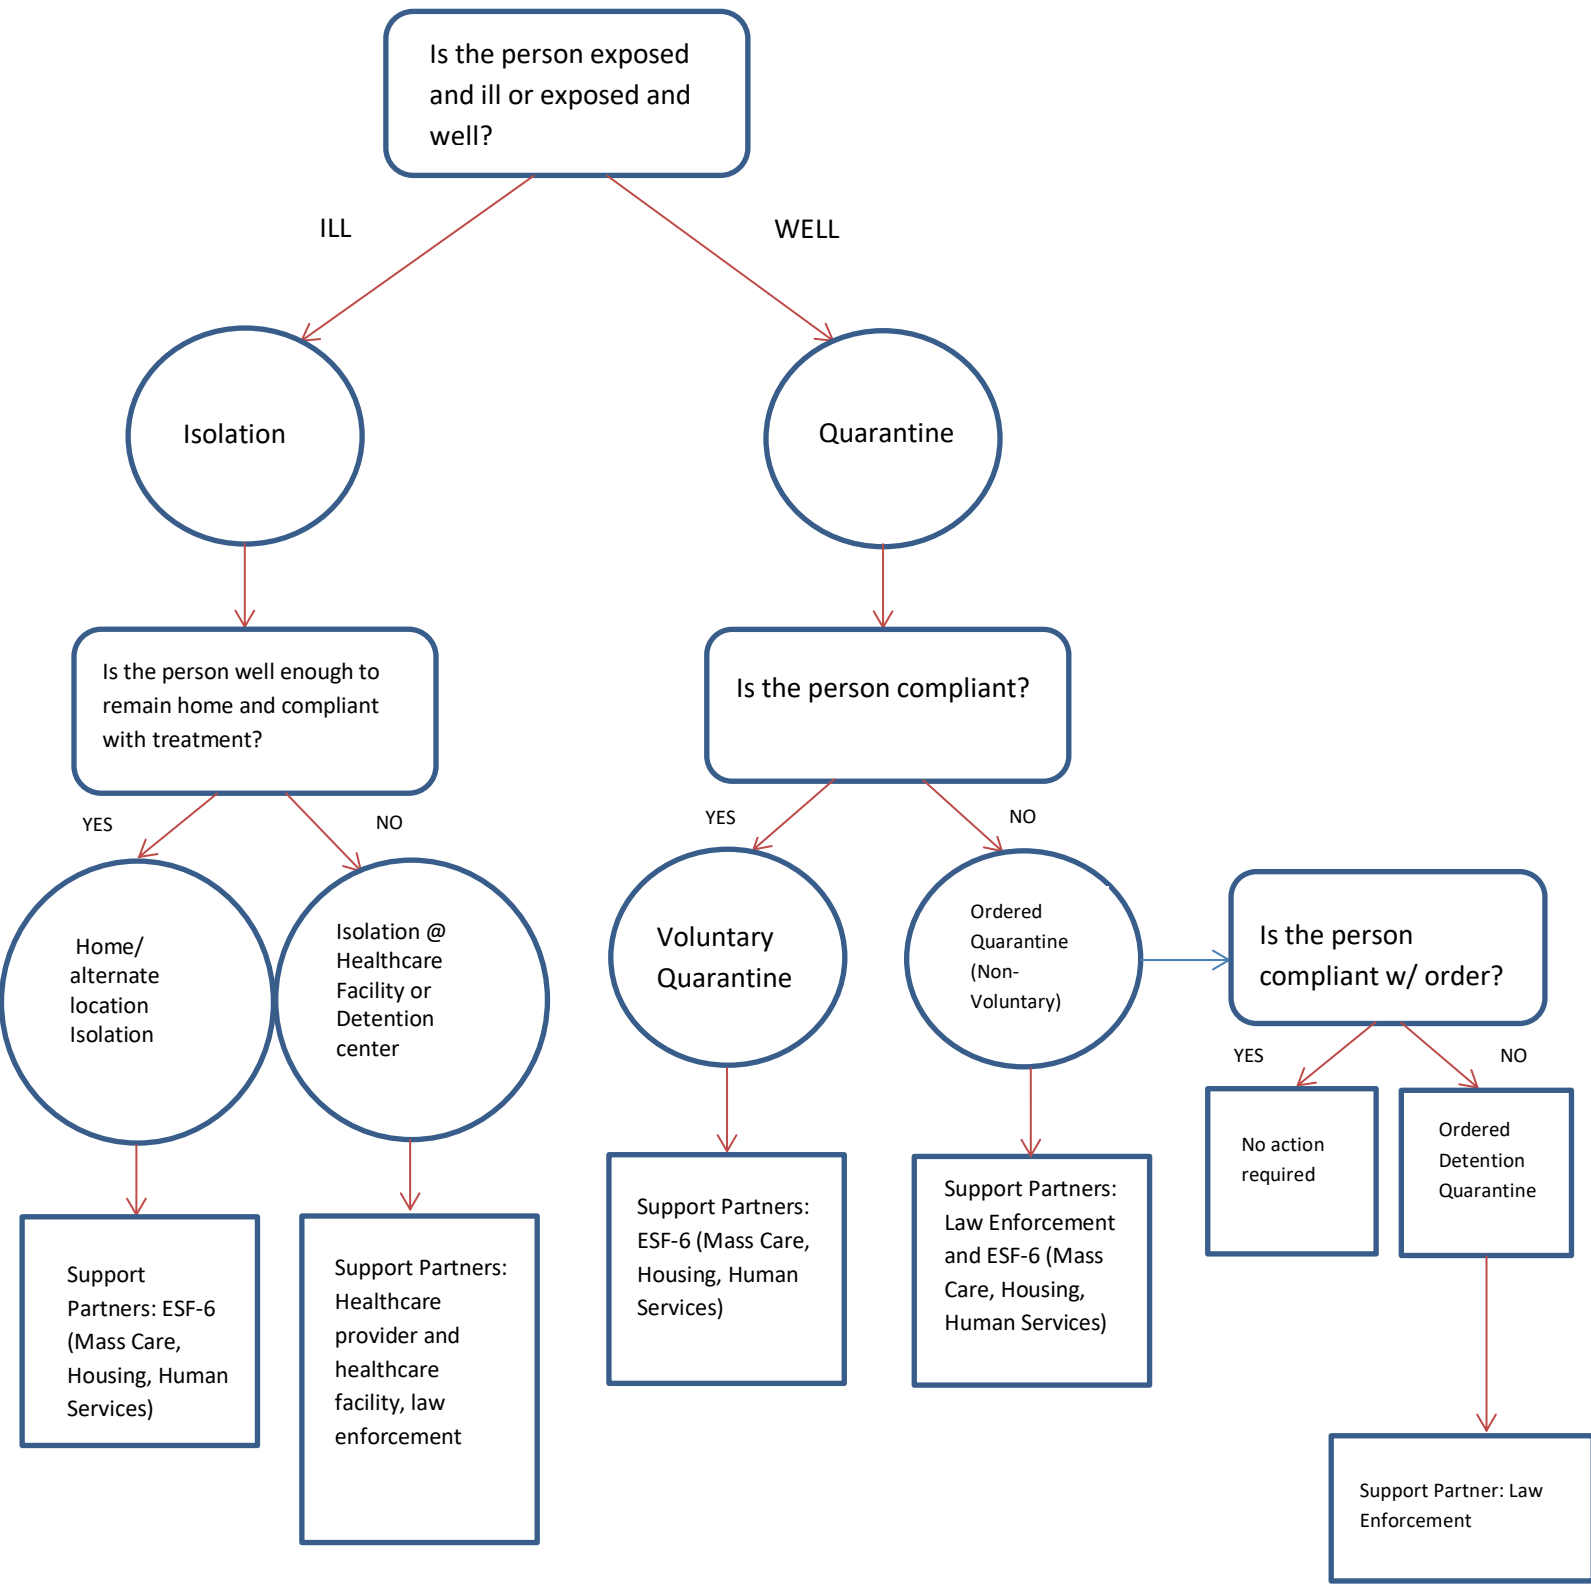 Is the person exposed
and ill or exposed and
well?
ILL
WELL
Isolation
Quarantine
Is the person well enough to
remain home and compliant
with treatment?
Is the person compliant?
YES
NO
YES
NO
Home/
alternate
location
Isolation
Isolation @
Healthcare
Facility or
Detention
center
Voluntary
Quarantine
Ordered
Quarantine
(Non-
Voluntary)
Is the person
compliant w/ order?
YES
NO
Support
Partners: ESF-6
(Mass Care,
Housing, Human
Services)
Support Partners:
Healthcare
provider and
healthcare
facility, law
enforcement
Support Partners:
ESF-6 (Mass Care,
Housing, Human
Services)
Support Partners:
Law Enforcement
and ESF-6 (Mass
Care, Housing,
Human Services)
No action
required
Ordered
Detention
Quarantine
Support Partner: Law
Enforcement